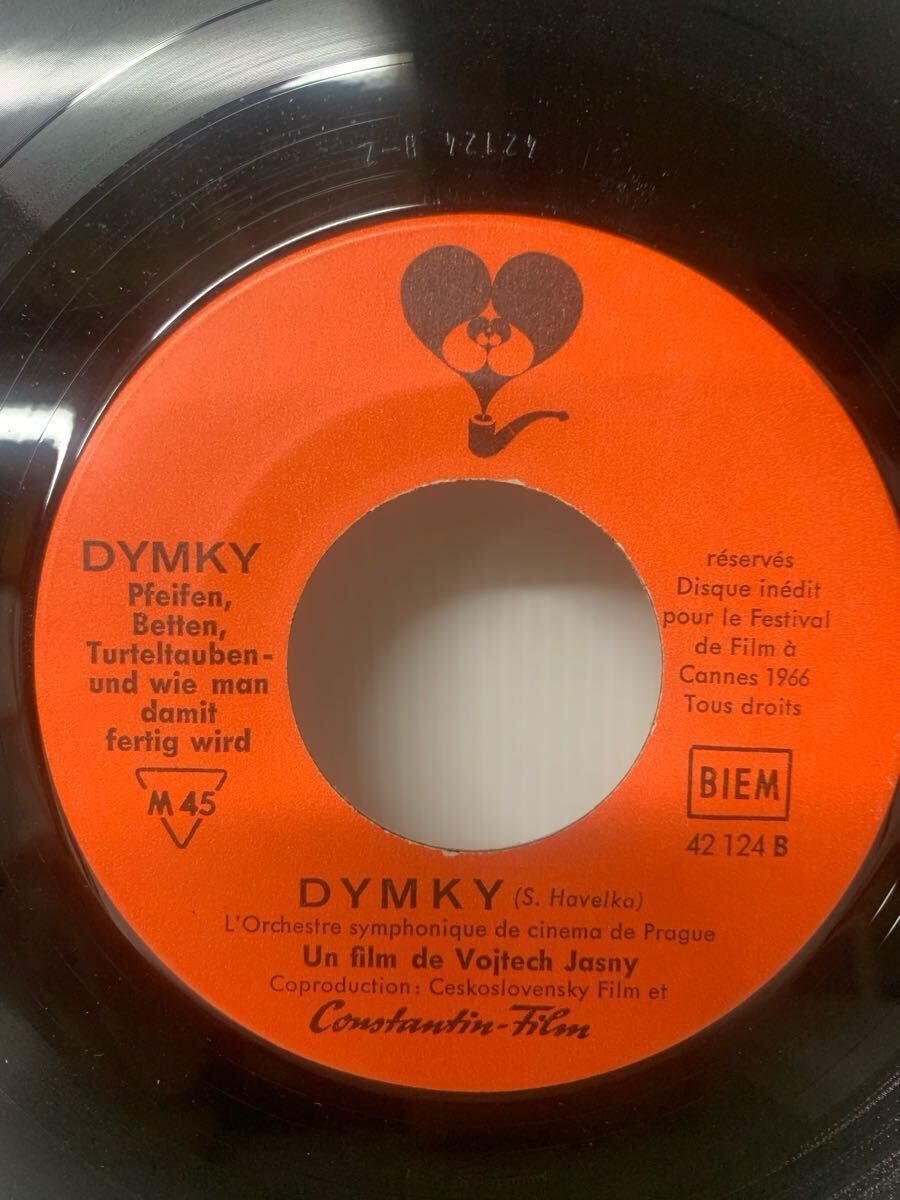 42124 B-2
DYMKY
Pfeifen,
Betten,
Turteltauben-
und wie man
damit
fertig wird
M 45
réservés
Disque inédit
pour le Festival
de Film à
Cannes 1966
Tous droits
BIEM
42 124 B
DYMKY (S. Havelka)
L'Orchestre symphonique de cinema de Prague
Un film de Vojtech Jasny
Coproduction: Ceskoslovensky Film et
Constantin-Film